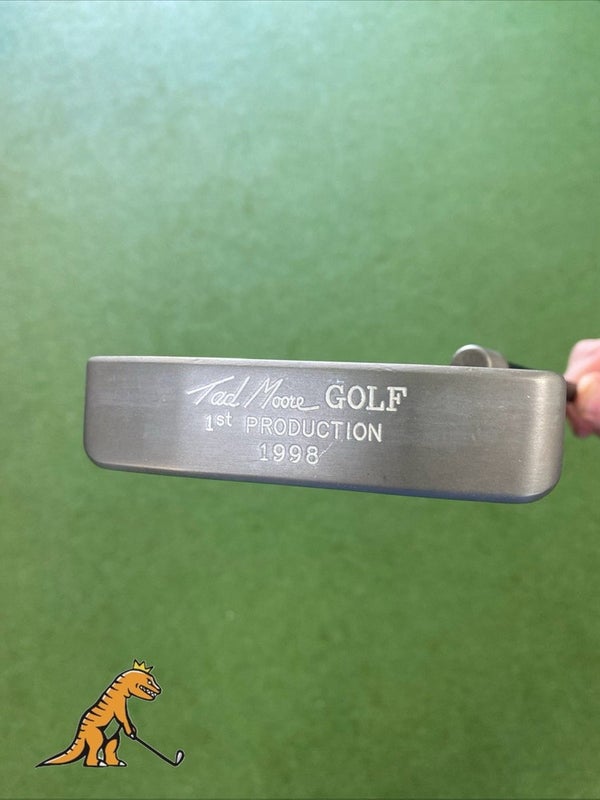 Tad Moore GOLF
1st PRODUCTION
1998